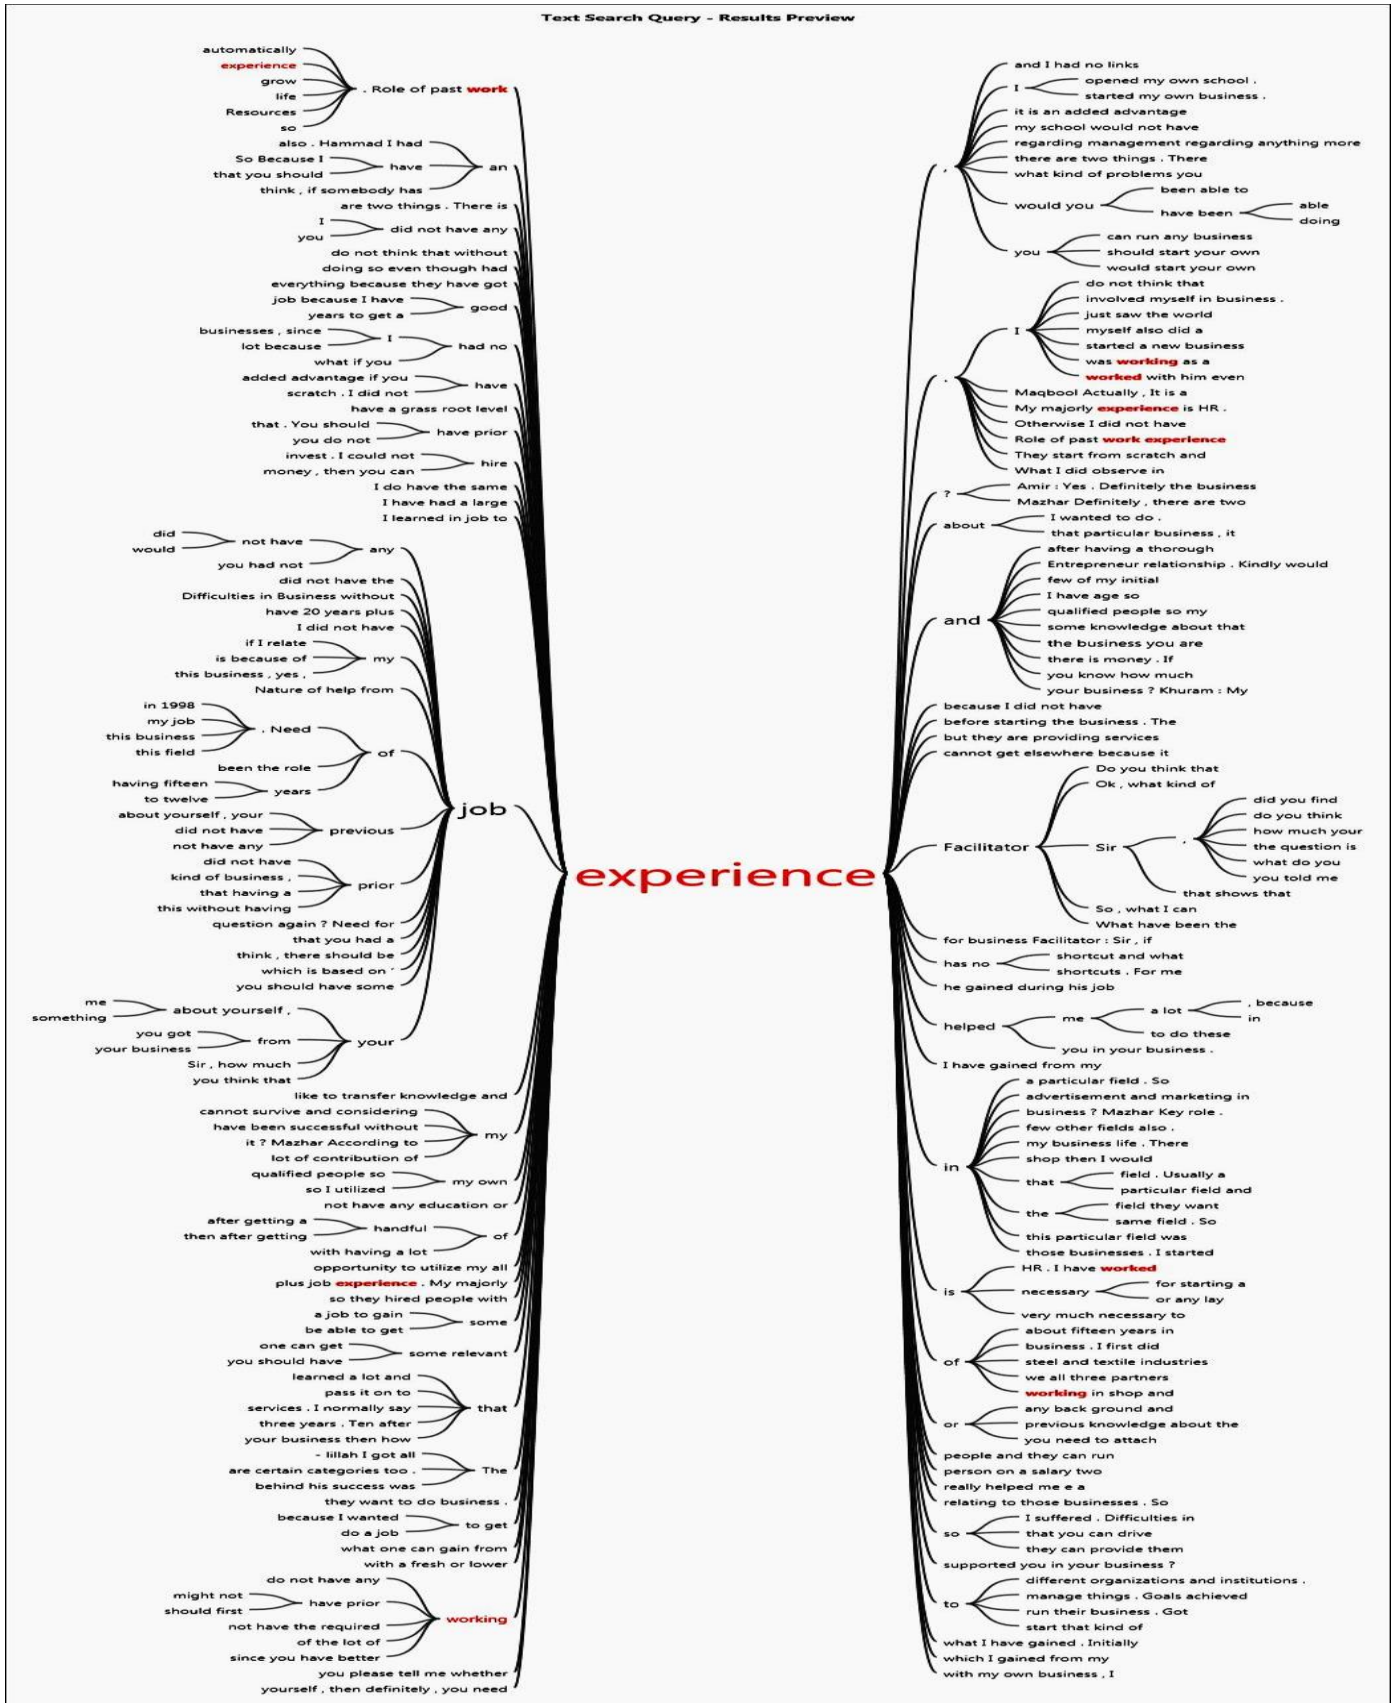 Text Search Query - Results Preview
automatically
experience
grow
life
Resources
so
. Role of past work
also . Hammad I had
So Because I
that you should
have
think , if somebody has
an
are two things . There is
I
you
did not have any
do not think that without
doing so even though had
everything because they have got
job because I have
years to get a
good
businesses , since
lot because
I
what if you
had no
added advantage if you
scratch . I did not
have
have a grass root level
that . You should
you do not
have prior
invest . I could not
money , then you can
hire
I do have the same
I have had a large
I learned in job to
did
would
not have
you had not
any
did not have the
Difficulties in Business without
have 20 years plus
I did not have
if I relate
is because of
this business , yes ,
my
Nature of help from
in 1998
my job
this business
this field
. Need
been the role
having fifteen
to twelve
years
of
about yourself , your
did not have
not have any
previous
did not have
kind of business ,
that having a
this without having
prior
question again ? Need for
that you had a
think , there should be
which is based on '
you should have some
me
something
about yourself ,
you got
your business
from
Sir , how much
you think that
your
job
like to transfer knowledge and
cannot survive and considering
have been successful without
it ? Mazhar According to
lot of contribution of
my
qualified people so
so I utilized
my own
not have any education or
after getting a
then after getting
handful
with having a lot
of
opportunity to utilize my all
plus job experience . My majorly
so they hired people with
a job to gain
be able to get
some
one can get
you should have
some relevant
learned a lot and
pass it on to
services . I normally say
three years . Ten after
your business then how
that
- lillah I got all
are certain categories too .
behind his success was
The
they want to do business .
because I wanted
do a job
to get
what one can gain from
with a fresh or lower
do not have any
might not
should first
have prior
not have the required
of the lot of
since you have better
working
you please tell me whether
yourself , then definitely , you need
experience
,
and I had no links
I
opened my own school .
started my own business .
it is an added advantage
my school would not have
regarding management regarding anything more
there are two things . There
what kind of problems you
would you
been able to
have been
able
doing
you
can run any business
should start your own
would start your own
.
I
do not think that
involved myself in business .
just saw the world
myself also did a
started a new business
was working as a
worked with him even
Maqbool Actually , It is a
My majorly experience is HR .
Otherwise I did not have
Role of past work experience
They start from scratch and
What I did observe in
?
Amir : Yes . Definitely the business
Mazhar Definitely , there are two
about
I wanted to do .
that particular business , it
and
after having a thorough
Entrepreneur relationship . Kindly would
few of my initial
I have age so
qualified people so my
some knowledge about that
the business you are
there is money . If
you know how much
your business ? Khuram : My
because I did not have
before starting the business . The
but they are providing services
cannot get elsewhere because it
Facilitator
Do you think that
Ok , what kind of
Sir
,
did you find
do you think
how much your
the question is
what do you
you told me
that shows that
So , what I can
What have been the
for business Facilitator : Sir , if
has no
shortcut and what
shortcuts . For me
he gained during his job
helped
me
a lot
, because
in
to do these
you in your business .
I have gained from my
in
a particular field . So
advertisement and marketing in
business ? Mazhar Key role .
few other fields also .
my business life . There
shop then I would
that
field . Usually a
particular field and
the
field they want
same field . So
this particular field was
those businesses . I started
is
HR . I have worked
necessary
for starting a
or any lay
very much necessary to
of
about fifteen years in
business . I first did
steel and textile industries
we all three partners
working in shop and
or
any back ground and
previous knowledge about the
you need to attach
people and they can run
person on a salary two
really helped me e a
relating to those businesses . So
so
I suffered . Difficulties in
that you can drive
they can provide them
supported you in your business ?
to
different organizations and institutions .
manage things . Goals achieved
run their business . Got
start that kind of
what I have gained . Initially
which I gained from my
with my own business , I